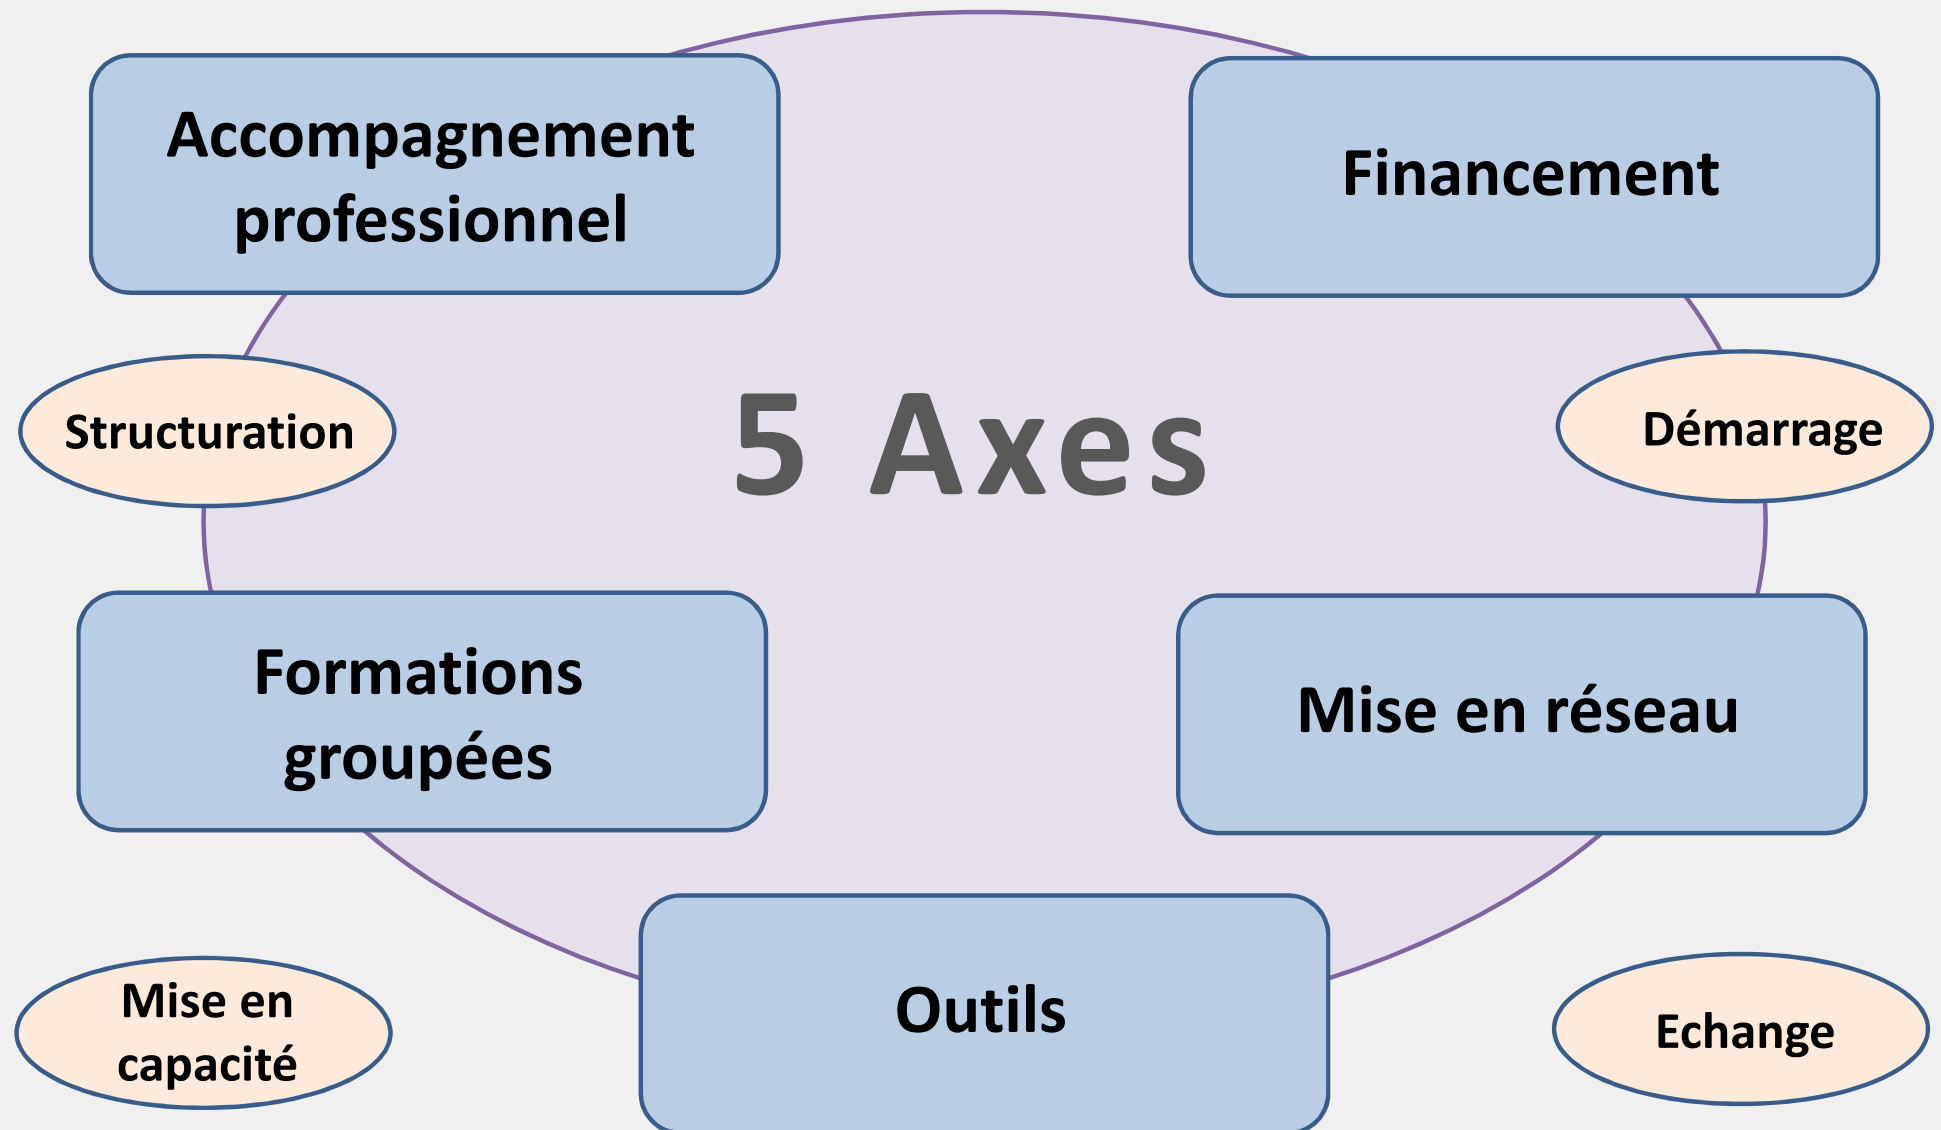 Accompagnement
professionnel
Financement
Structuration
5 Axes
Démarrage
Formations
groupées
Mise en réseau
Mise en
capacité
Outils
Echange